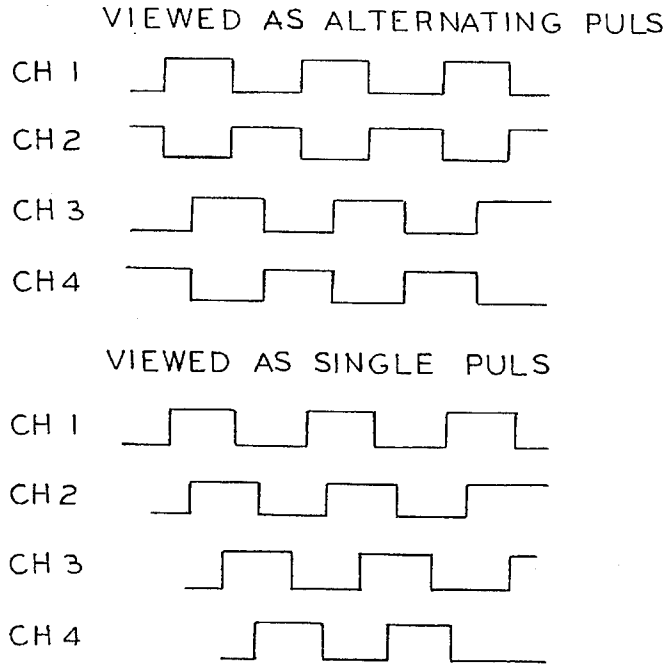 VIEWED AS ALTERNATING PULS
CH 1
CH 2
CH 3
CH 4
VIEWED AS SINGLE PULS
CH 1
CH 2
CH 3
CH 4